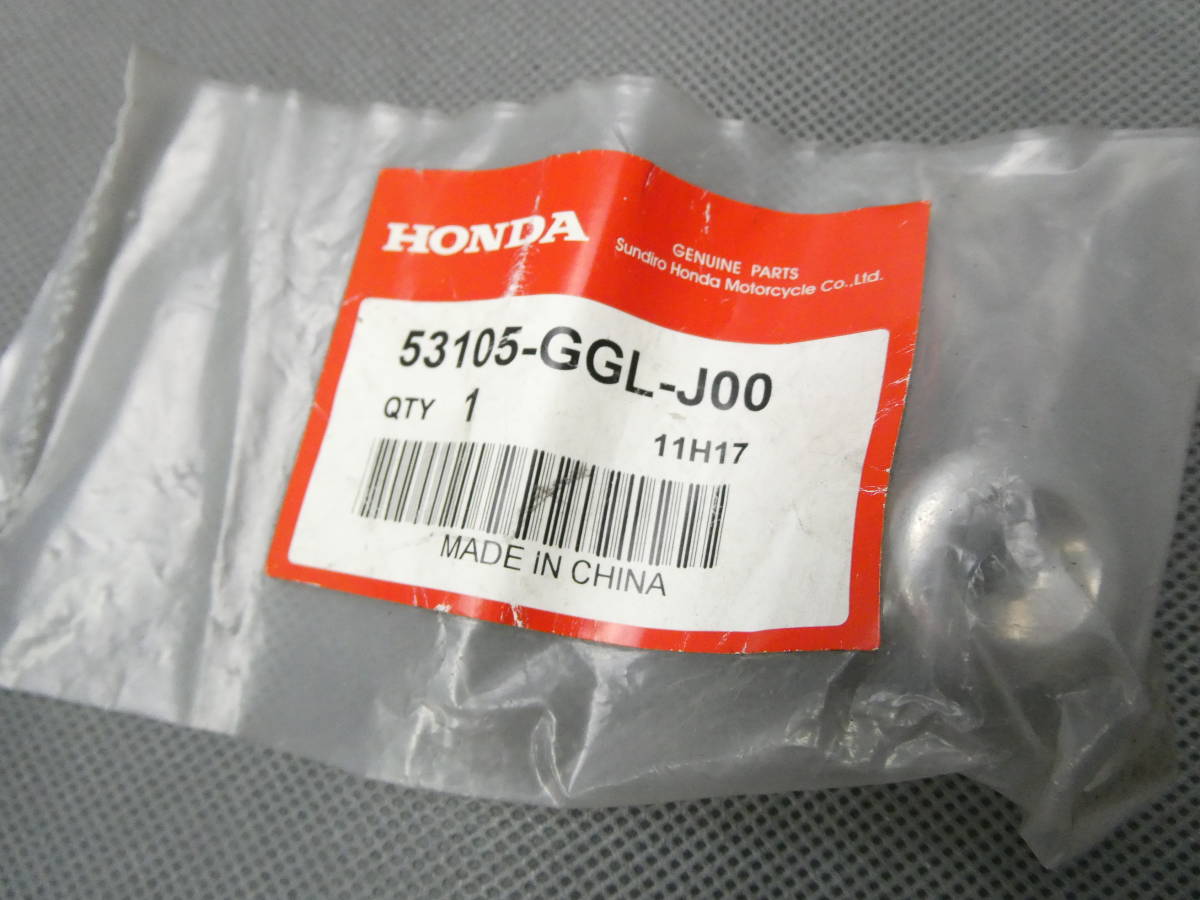 HONDA
GENUINE PARTS
Sundiro Honda Motorcycle Co.,Ltd.
53105-GGL-J00
QTY 1
11H17
MADE iN CHINA